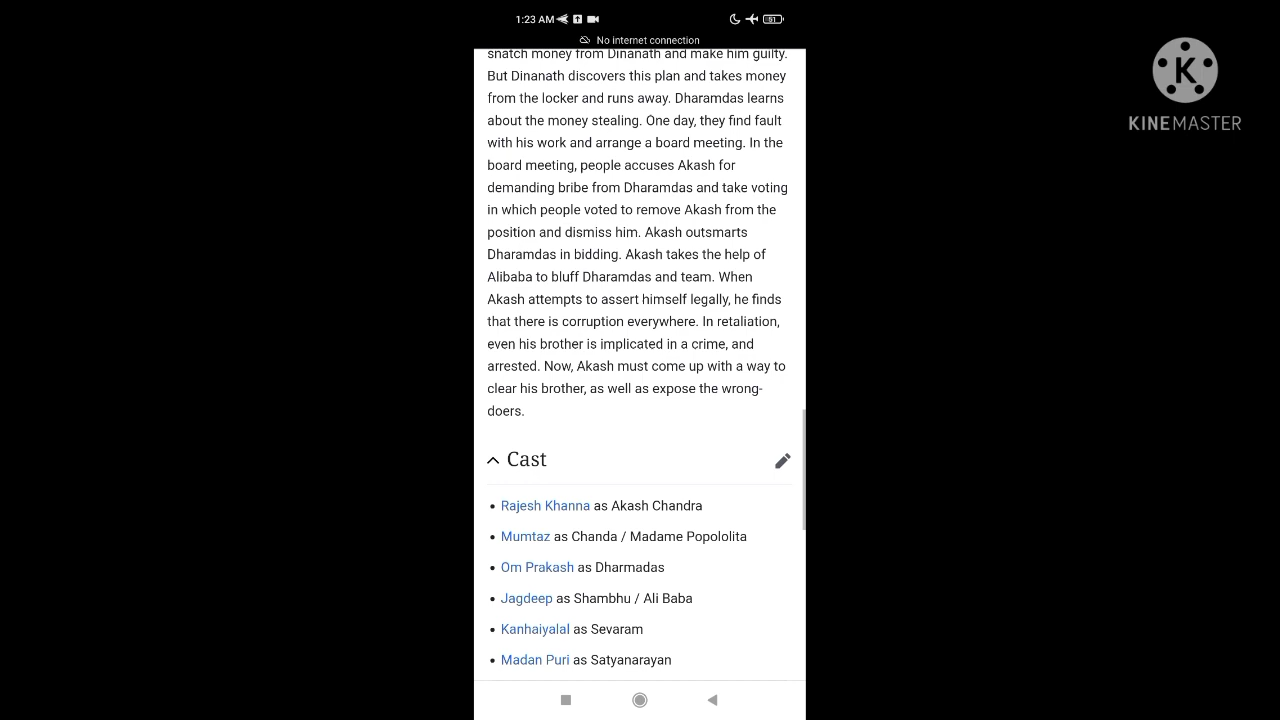 1:23 AM
51
No internet connection
snatch money from Dinanath and make him guilty.
But Dinanath discovers this plan and takes money
from the locker and runs away. Dharamdas learns
about the money stealing. One day, they find fault
with his work and arrange a board meeting. In the
board meeting, people accuses Akash for
demanding bribe from Dharamdas and take voting
in which people voted to remove Akash from the
position and dismiss him. Akash outsmarts
Dharamdas in bidding. Akash takes the help of
Alibaba to bluff Dharamdas and team. When
Akash attempts to assert himself legally, he finds
that there is corruption everywhere. In retaliation,
even his brother is implicated in a crime, and
arrested. Now, Akash must come up with a way to
clear his brother, as well as expose the wrong-
doers.
Cast
• Rajesh Khanna as Akash Chandra
• Mumtaz as Chanda / Madame Popololita
• Om Prakash as Dharmadas
• Jagdeep as Shambhu / Ali Baba
• Kanhaiyalal as Sevaram
• Madan Puri as Satyanarayan
K
KINEMASTER